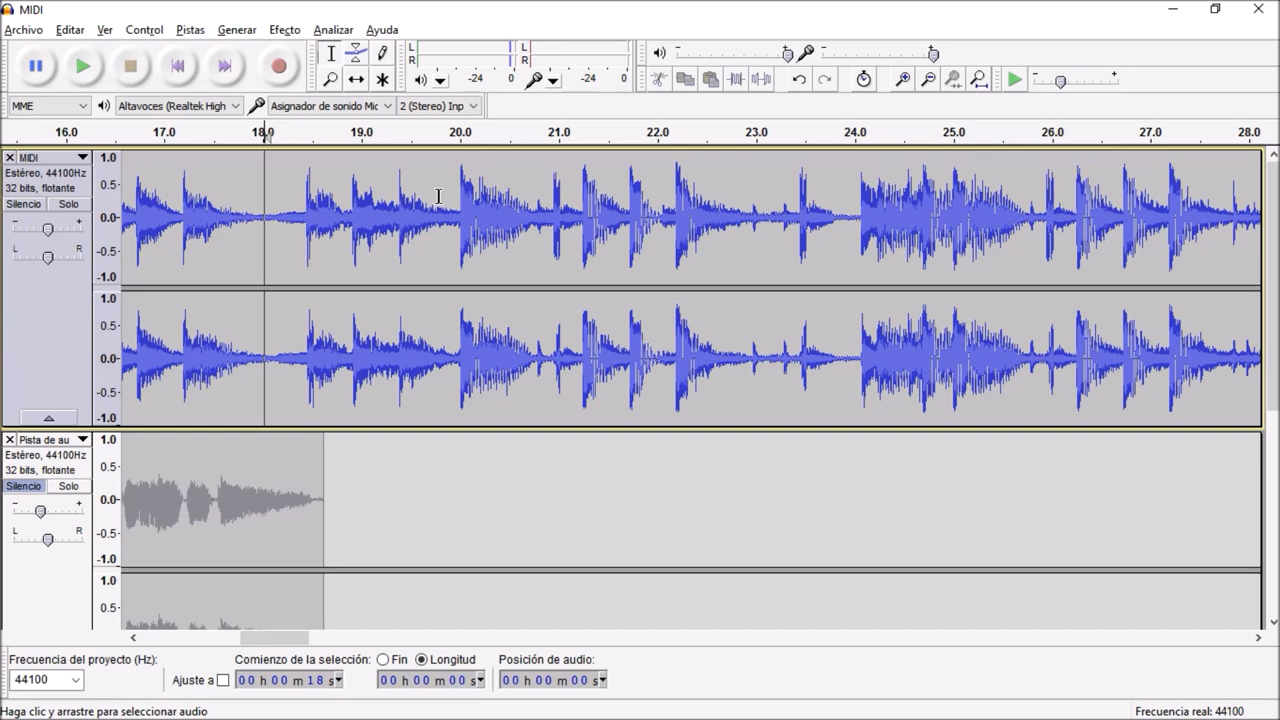 MIDI
Archivo Editar Ver Control Pistas Generar Efecto Analizar Ayuda
L L
R R
-24 0 -24 0
MME Altavoces (Realtek High Asignador de sonido Mic 2 (Stereo) Inp
16.0 17.0 18.0 19.0 20.0 21.0 22.0 23.0 24.0 25.0 26.0 27.0 28.0
MIDI 1.0
Estéreo, 44100Hz
32 bits, flotante 0.5
Silencio Solo
0.0
L R
-0.5
-1.0
1.0
0.5
0.0
-0.5
-1.0
Pista de au 1.0
Estéreo, 44100Hz
32 bits, flotante 0.5
Silencio Solo
0.0
L R
-0.5
-1.0
1.0
0.5
Frecuencia del proyecto (Hz): Comienzo de la selección: Fin Longitud Posición de audio:
44100 Ajuste a 00 h 00 m 18 s 00 h 00 m 00 s 00 h 00 m 00 s
Haga clic y arrastre para seleccionar audio Frecuencia real: 44100